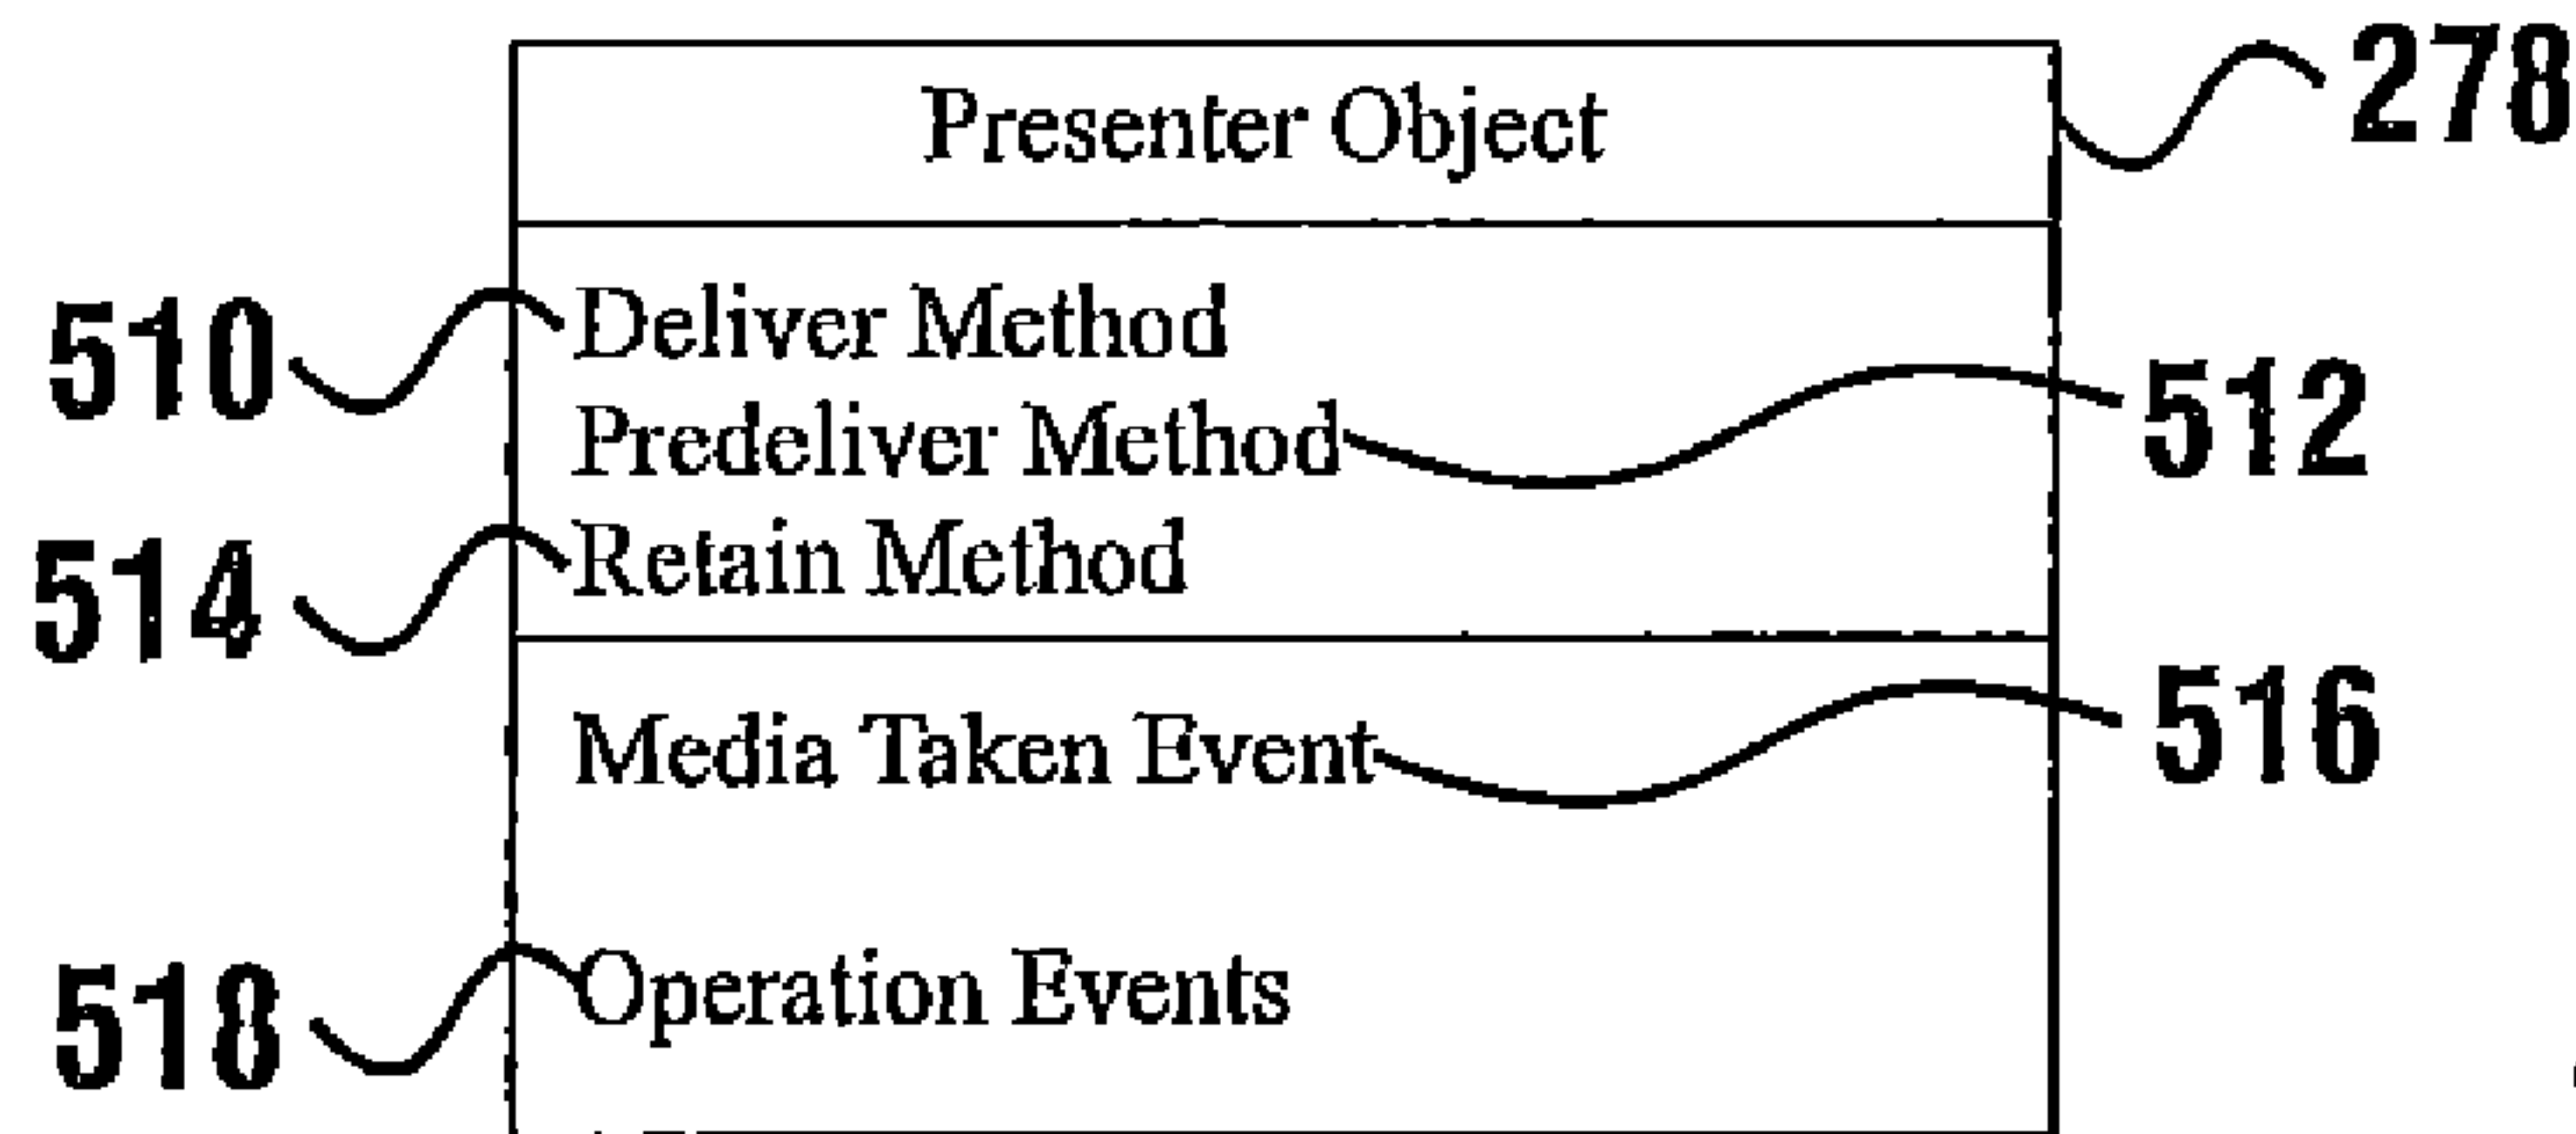 Presenter Object 278
510 Deliver Method
Predeliver Method 512
514 Retain Method
Media Taken Event 516
518 Operation Events